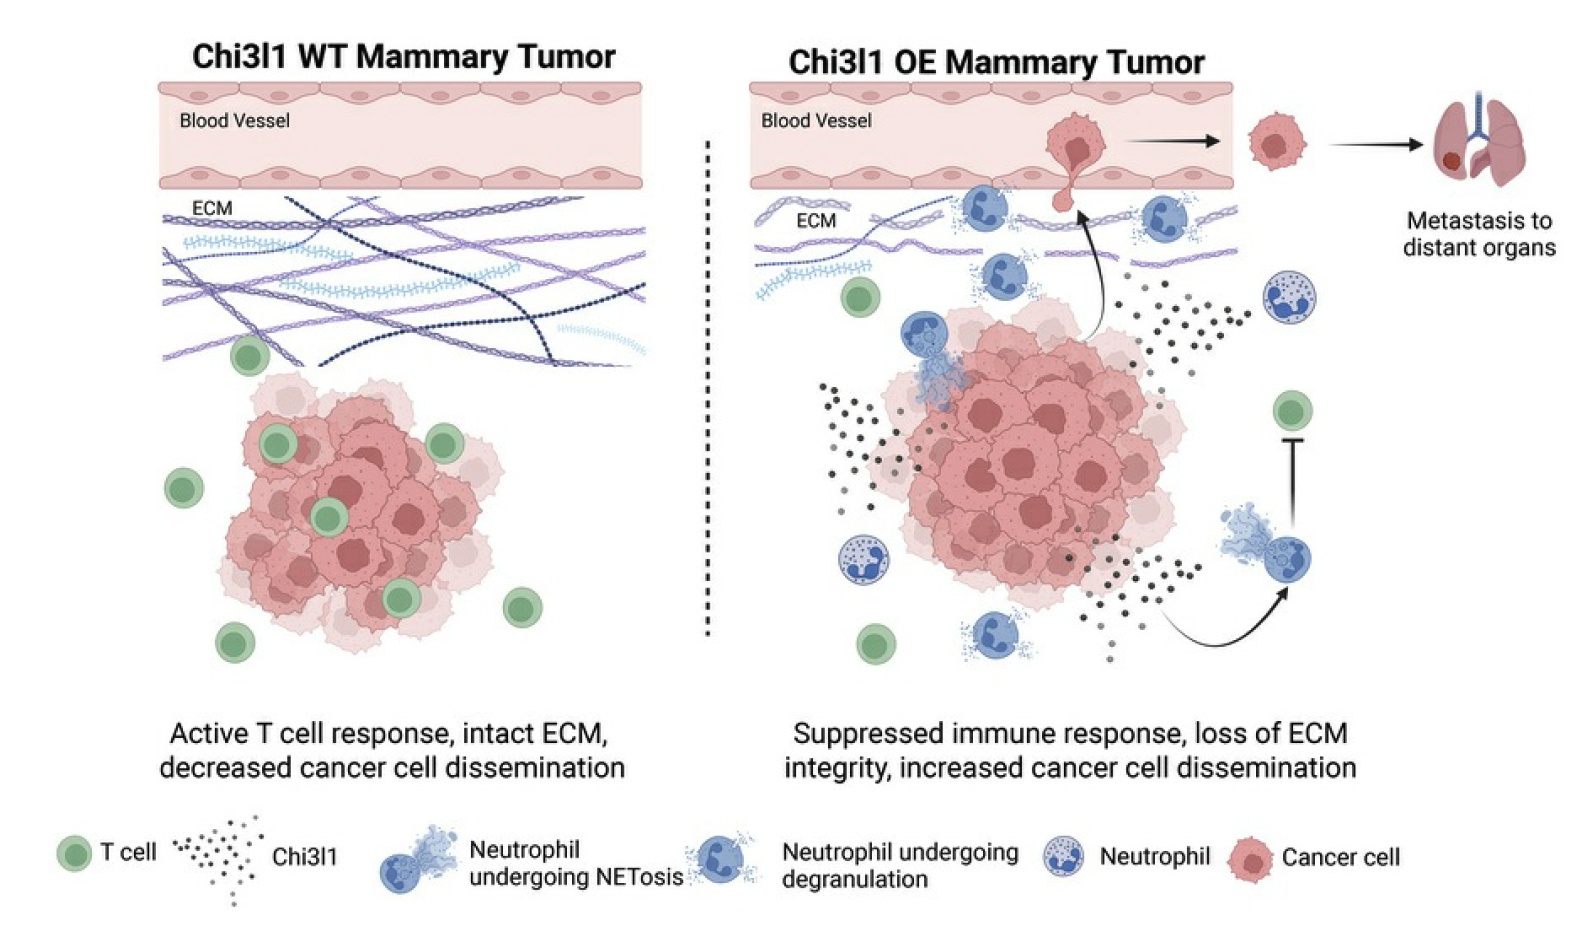 Chi3l1 WT Mammary Tumor
Blood Vessel
ECM
Active T cell response, intact ECM,
decreased cancer cell dissemination
Chi3l1 OE Mammary Tumor
Blood Vessel
ECM
Metastasis to
distant organs
Suppressed immune response, loss of ECM
integrity, increased cancer cell dissemination
T cell
Chi3l1
Neutrophil
undergoing NETosis
Neutrophil undergoing
degranulation
Neutrophil
Cancer cell